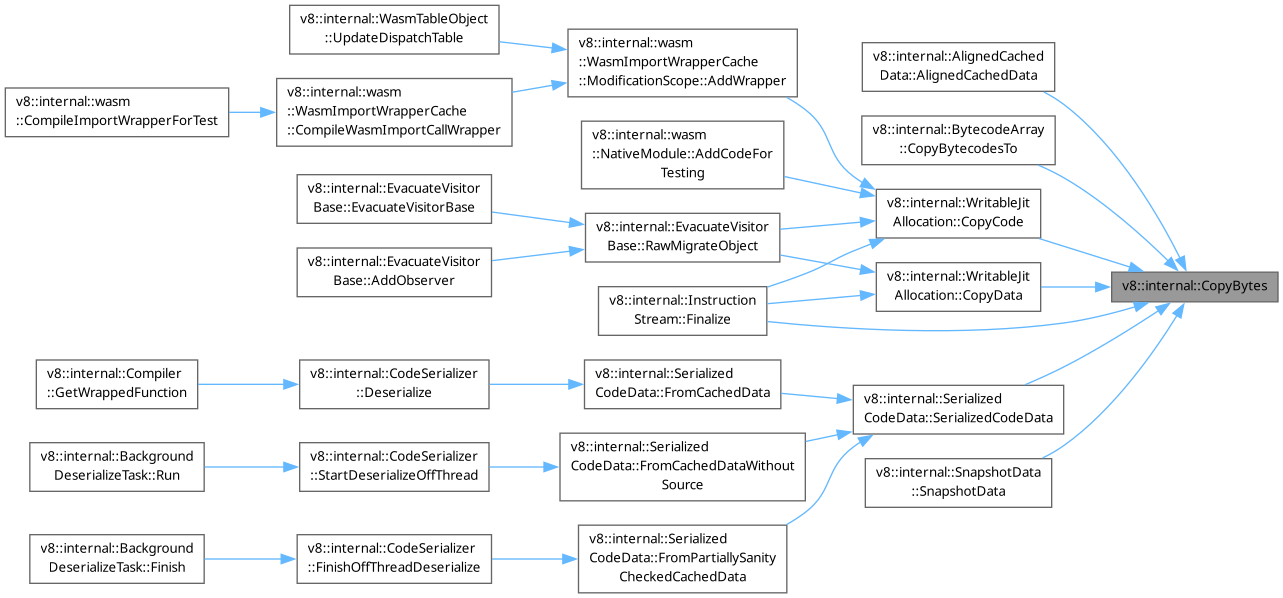 v8::internal::WasmTableObject
::UpdateDispatchTable
v8::internal::wasm
::WasmImportWrapperCache
::ModificationScope::AddWrapper
v8::internal::AlignedCached
Data::AlignedCachedData
v8::internal::wasm
::CompileImportWrapperForTest
v8::internal::wasm
::WasmImportWrapperCache
::CompileWasmImportCallWrapper
v8::internal::BytecodeArray
::CopyBytecodesTo
v8::internal::wasm
::NativeModule::AddCodeFor
Testing
v8::internal::EvacuateVisitor
Base::EvacuateVisitorBase
v8::internal::WritableJit
Allocation::CopyCode
v8::internal::EvacuateVisitor
Base::RawMigrateObject
v8::internal::EvacuateVisitor
Base::AddObserver
v8::internal::WritableJit
Allocation::CopyData
v8::internal::CopyBytes
v8::internal::Instruction
Stream::Finalize
v8::internal::Compiler
::GetWrappedFunction
v8::internal::CodeSerializer
::Deserialize
v8::internal::Serialized
CodeData::FromCachedData
v8::internal::Serialized
CodeData::SerializedCodeData
v8::internal::Background
DeserializeTask::Run
v8::internal::CodeSerializer
::StartDeserializeOffThread
v8::internal::Serialized
CodeData::FromCachedDataWithout
Source
v8::internal::SnapshotData
::SnapshotData
v8::internal::Background
DeserializeTask::Finish
v8::internal::CodeSerializer
::FinishOffThreadDeserialize
v8::internal::Serialized
CodeData::FromPartiallySanity
CheckedCachedData